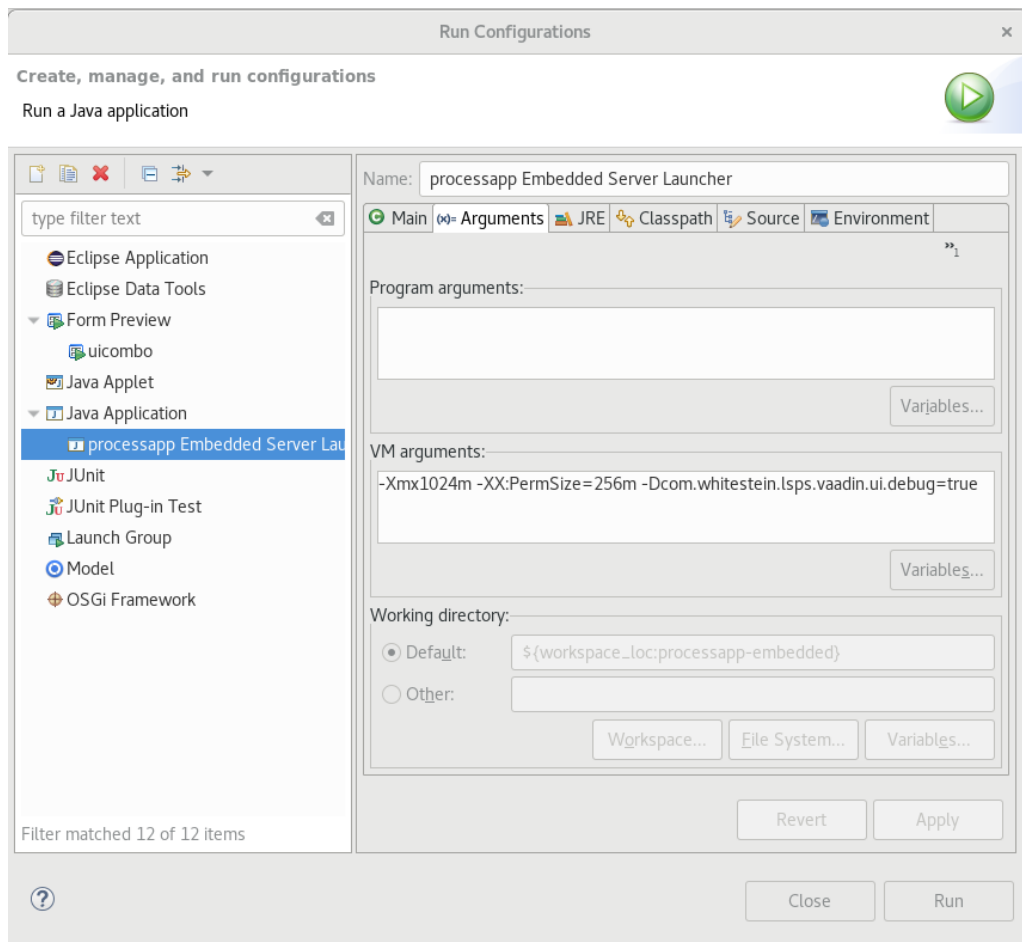 Run Configurations
Create, manage, and run configurations
Run a Java application
type filter text
Eclipse Application
Eclipse Data Tools
Form Preview
uicombo
Java Applet
Java Application
processapp Embedded Server Lau
JUnit
JUnit Plug-in Test
Launch Group
Model
OSGi Framework
Filter matched 12 of 12 items
Name: processapp Embedded Server Launcher
Main (x)= Arguments JRE Classpath Source Environment
»1
Program arguments:
Variables...
VM arguments:
-Xmx1024m -XX:PermSize=256m -Dcom.whitestein.lsps.vaadin.ui.debug=true
Variables...
Working directory:
Default: ${workspace_loc:processapp-embedded}
Other:
Workspace... File System... Variables...
Revert Apply
Close Run